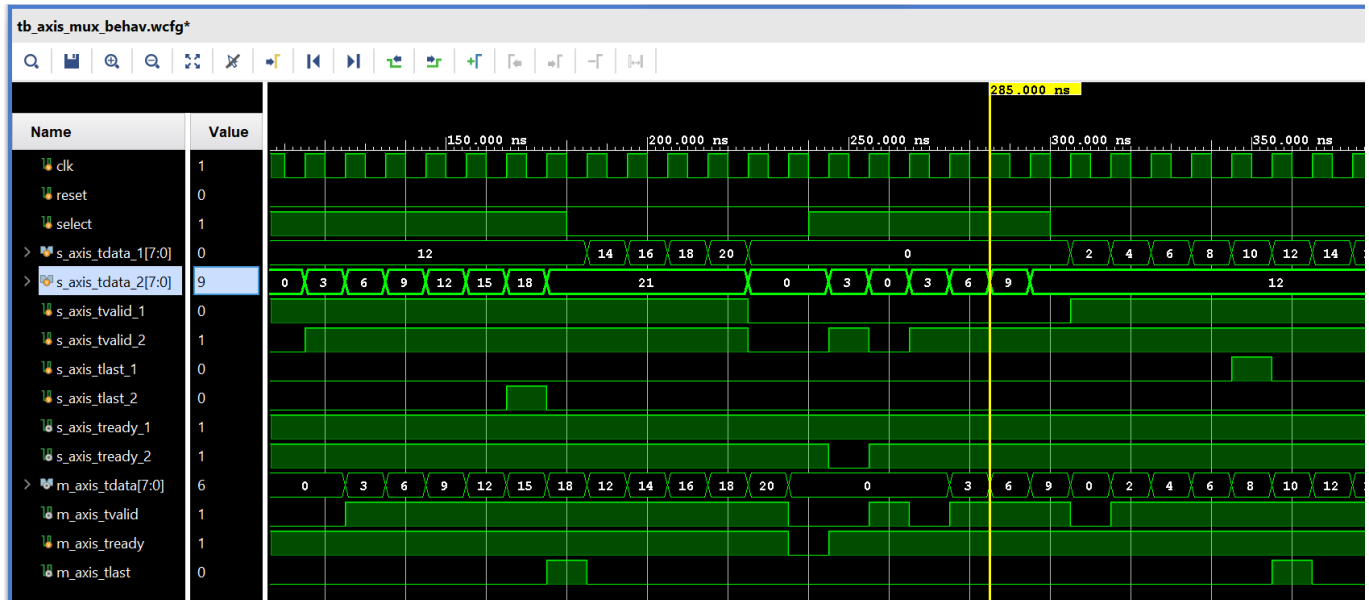 tb_axis_mux_behav.wcfg*
285.000 ns
Name Value
150.000 ns 200.000 ns 250.000 ns 300.000 ns 350.000 ns
clk 1
reset 0
select 1
s_axis_tdata_1[7:0] 0 12 14 16 18 20 0 2 4 6 8 10 12 14
s_axis_tdata_2[7:0] 9 0 3 6 9 12 15 18 21 0 3 0 3 6 9 12
s_axis_tvalid_1 0
s_axis_tvalid_2 1
s_axis_tlast_1 0
s_axis_tlast_2 0
s_axis_tready_1 1
s_axis_tready_2 1
m_axis_tdata[7:0] 6 0 3 6 9 12 15 18 12 14 16 18 20 0 3 6 9 0 2 4 6 8 10 12
m_axis_tvalid 1
m_axis_tready 1
m_axis_tlast 0